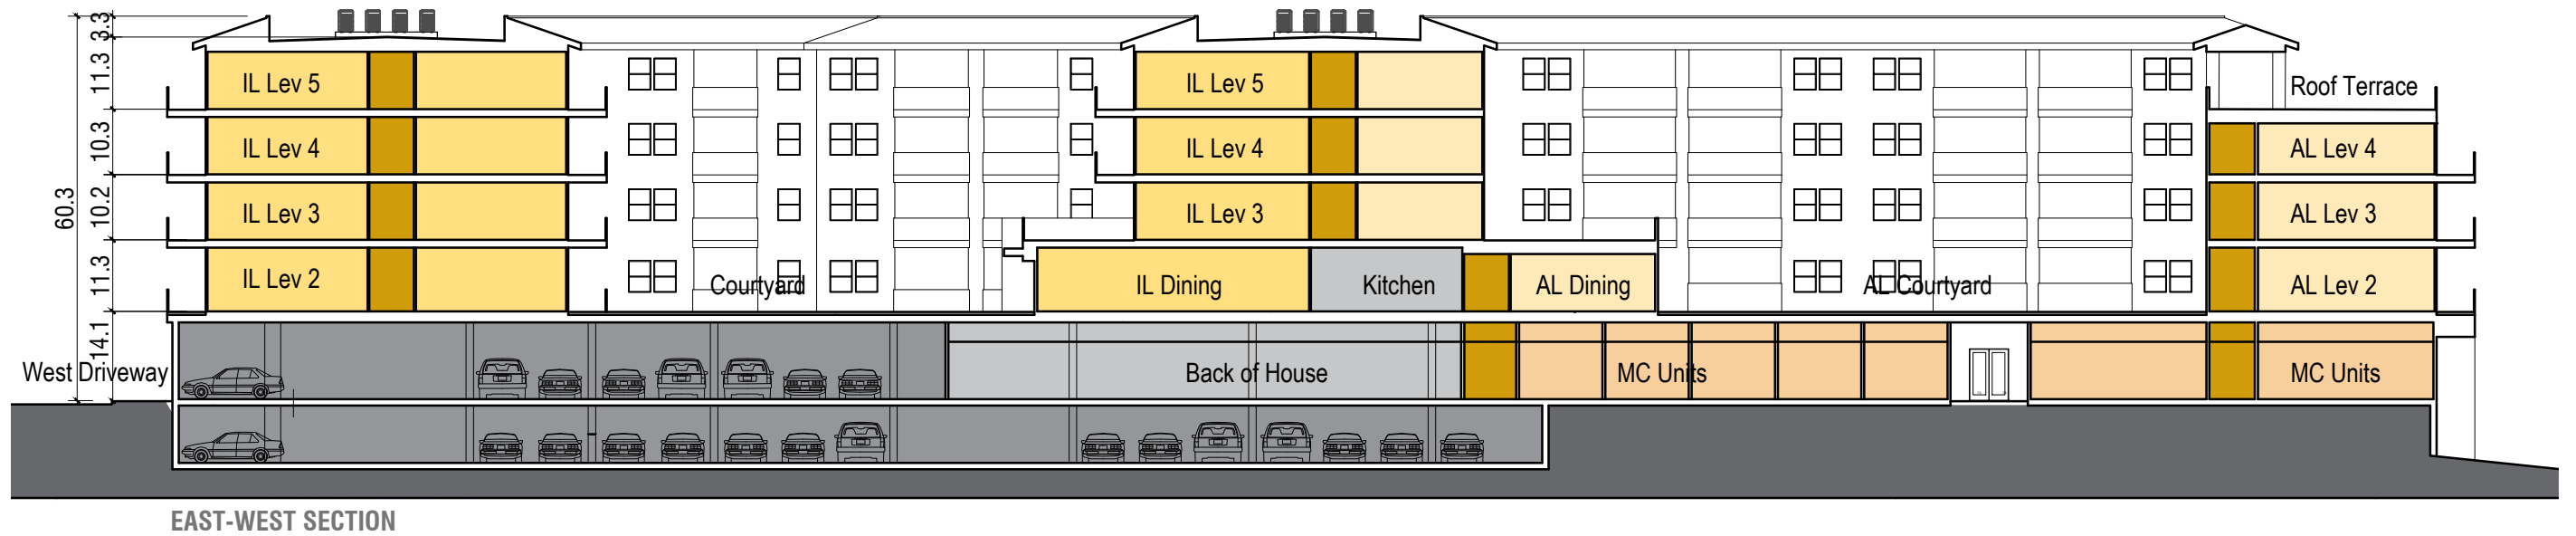 3.3
11.3
10.3
10.2
11.3
14.1
60.3
IL Lev 5
IL Lev 5
Roof Terrace
IL Lev 4
IL Lev 4
AL Lev 4
IL Lev 3
IL Lev 3
AL Lev 3
IL Lev 2
Courtyard
IL Dining
Kitchen
AL Dining
AL Courtyard
AL Lev 2
West Driveway
Back of House
MC Units
MC Units
EAST-WEST SECTION